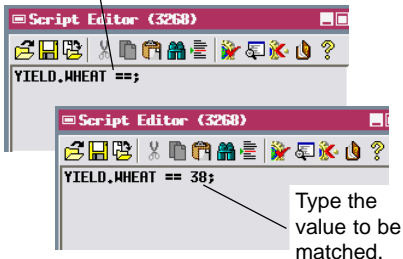 Script Editor (3268)
YIELD.WHEAT ==;
Script Editor (3268)
YIELD.WHEAT == 38;
Type the
value to be
matched.